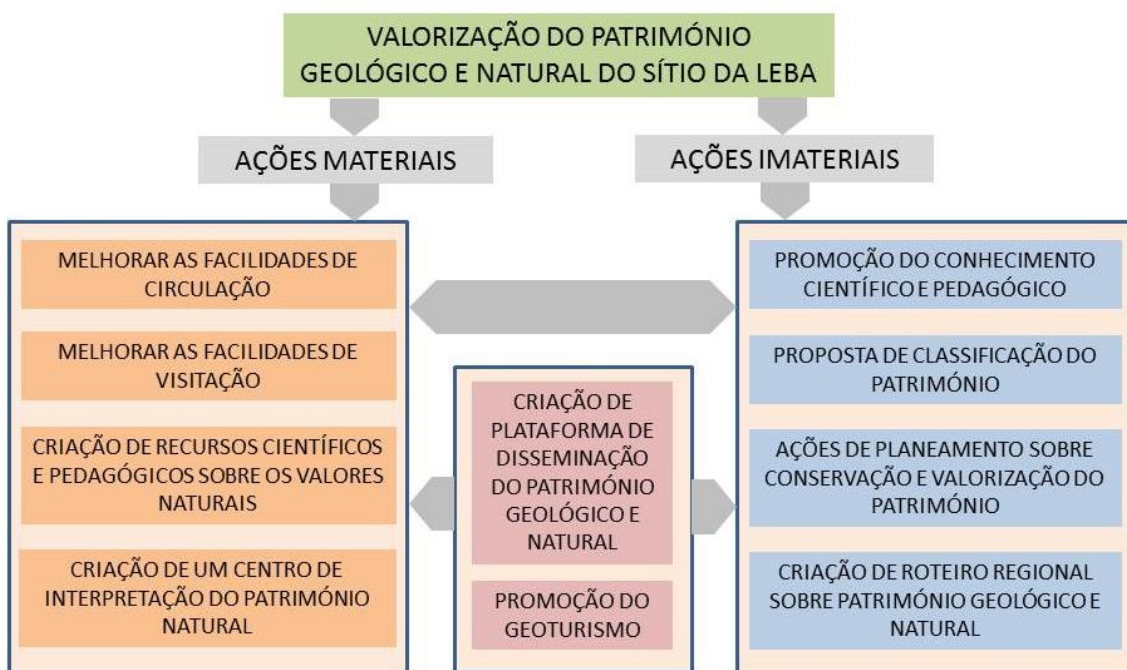 VALORIZAÇÃO DO PATRIMÓNIO
GEOLÓGICO E NATURAL DO SÍTIO DA LEBA
AÇÕES MATERIAIS
AÇÕES IMATERIAIS
MELHORAR AS FACILIDADES DE
CIRCULAÇÃO
MELHORAR AS FACILIDADES DE
VISITAÇÃO
CRIAÇÃO DE RECURSOS CIENTÍFICOS
E PEDAGÓGICOS SOBRE OS VALORES
NATURAIS
CRIAÇÃO DE UM CENTRO DE
INTERPRETAÇÃO DO PATRIMÓNIO
NATURAL
CRIAÇÃO DE
PLATAFORMA DE
DISSEMINAÇÃO
DO PATRIMÓNIO
GEOLÓGICO E
NATURAL
PROMOÇÃO DO
GEOTURISMO
PROMOÇÃO DO CONHECIMENTO
CIENTÍFICO E PEDAGÓGICO
PROPOSTA DE CLASSIFICAÇÃO DO
PATRIMÓNIO
AÇÕES DE PLANEAMENTO SOBRE
CONSERVAÇÃO E VALORIZAÇÃO DO
PATRIMÓNIO
CRIAÇÃO DE ROTEIRO REGIONAL
SOBRE PATRIMÓNIO GEOLÓGICO E
NATURAL